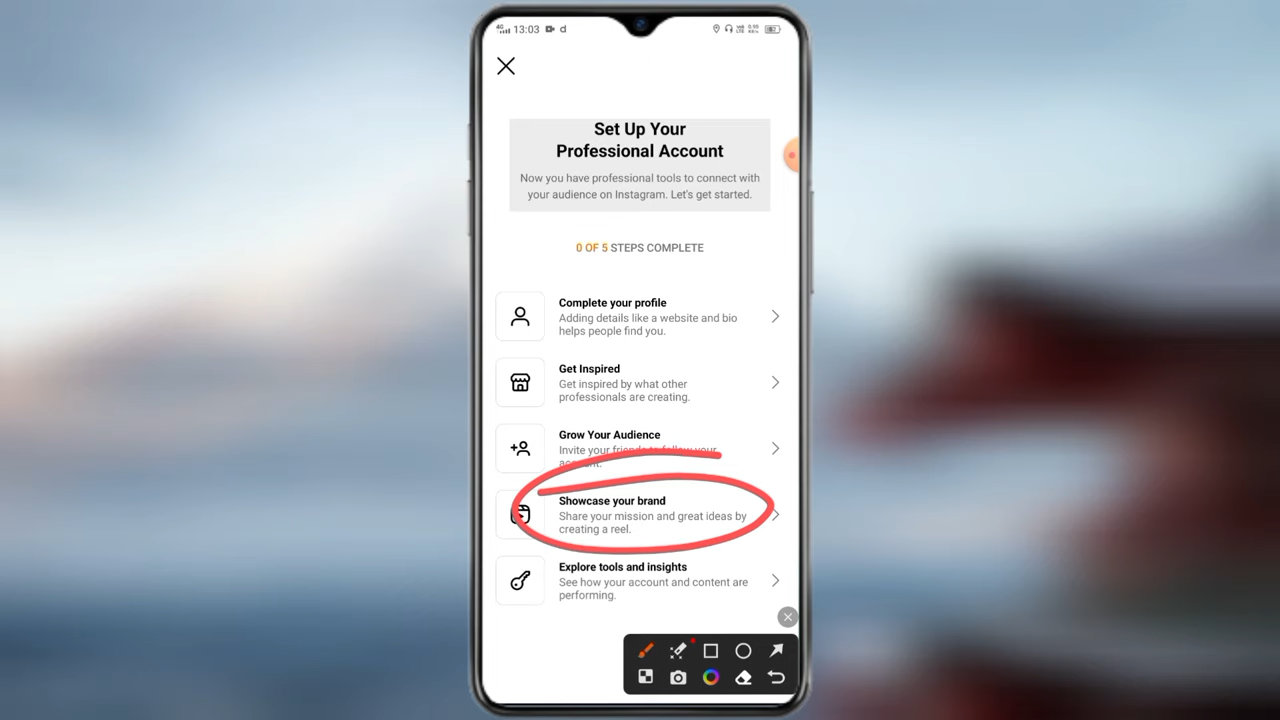 4G 13:03 d
Set Up Your
Professional Account
Now you have professional tools to connect with
your audience on Instagram. Let's get started.
0 OF 5 STEPS COMPLETE
Complete your profile
Adding details like a website and bio
helps people find you.
Get Inspired
Get inspired by what other
professionals are creating.
Grow Your Audience
Invite your friends to follow your
account.
Showcase your brand
Share your mission and great ideas by
creating a reel.
Explore tools and insights
See how your account and content are
performing.